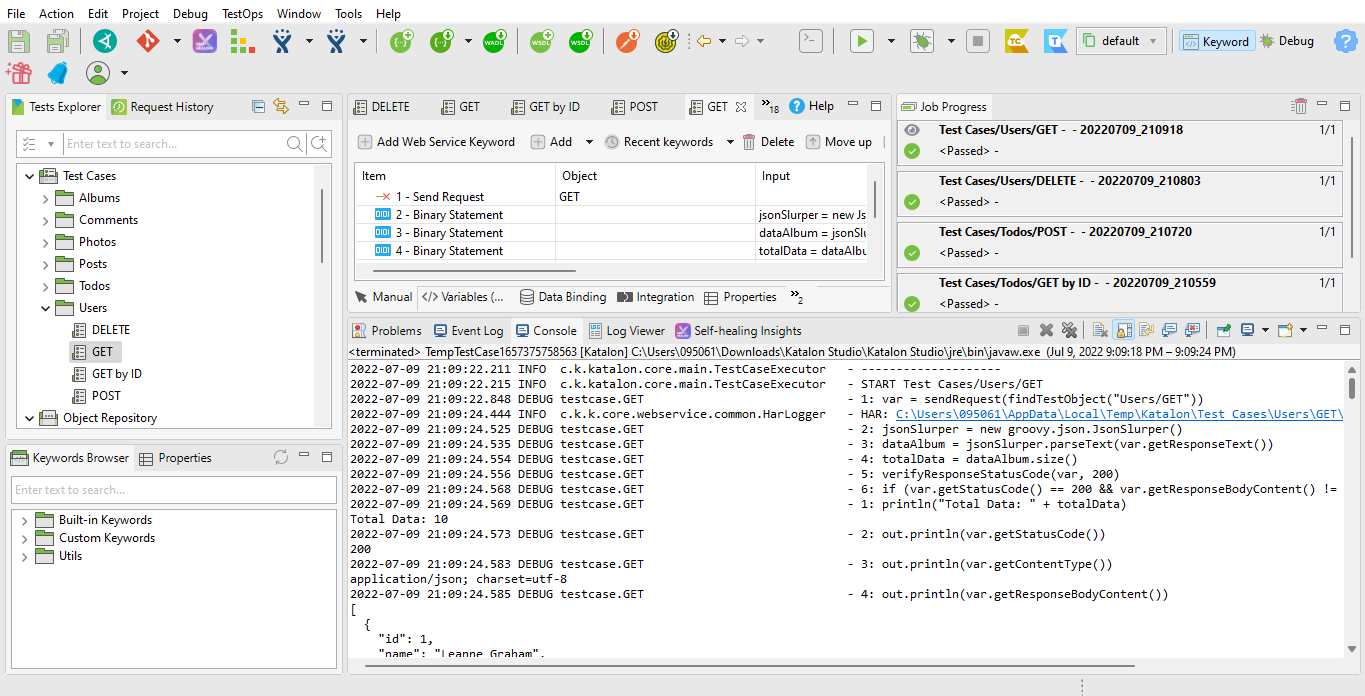 File Action Edit Project Debug TestOps Window Tools Help
WADL WSDL WSDL TC T default Keyword Debug ?
Tests Explorer Request History
Enter text to search...
Test Cases
Albums
Comments
Photos
Posts
Todos
Users
DELETE
GET
GET by ID
POST
Object Repository
Keywords Browser Properties
Enter text to search...
Built-in Keywords
Custom Keywords
Utils
DELETE GET GET by ID POST GET »18 Help
Add Web Service Keyword Add Recent keywords Delete Move up
Item Object Input
1 - Send Request GET
2 - Binary Statement jsonSlurper = new Js
3 - Binary Statement dataAlbum = jsonSlu
4 - Binary Statement totalData = dataAlbu
Manual </> Variables (... Data Binding Integration Properties »2
Job Progress
Test Cases/Users/GET - - 20220709_210918 1/1
<Passed> -
Test Cases/Users/DELETE - - 20220709_210803 1/1
<Passed> -
Test Cases/Todos/POST - - 20220709_210720 1/1
<Passed> -
Test Cases/Todos/GET by ID - - 20220709_210559 1/1
<Passed> -
Problems Event Log Console Log Viewer Self-healing Insights
<terminated> TempTestCase1657375758563 [Katalon] C:\Users\095061\Downloads\Katalon Studio\Katalon Studio\jre\bin\javaw.exe (Jul 9, 2022 9:09:18 PM – 9:09:24 PM)
2022-07-09 21:09:22.211 INFO c.k.katalon.core.main.TestCaseExecutor - --------------------
2022-07-09 21:09:22.215 INFO c.k.katalon.core.main.TestCaseExecutor - START Test Cases/Users/GET
2022-07-09 21:09:22.848 DEBUG testcase.GET - 1: var = sendRequest(findTestObject("Users/GET"))
2022-07-09 21:09:24.444 INFO c.k.k.core.webservice.common.HarLogger - HAR: C:\Users\095061\AppData\Local\Temp\Katalon\Test Cases\Users\GET\
2022-07-09 21:09:24.525 DEBUG testcase.GET - 2: jsonSlurper = new groovy.json.JsonSlurper()
2022-07-09 21:09:24.535 DEBUG testcase.GET - 3: dataAlbum = jsonSlurper.parseText(var.getResponseText())
2022-07-09 21:09:24.554 DEBUG testcase.GET - 4: totalData = dataAlbum.size()
2022-07-09 21:09:24.556 DEBUG testcase.GET - 5: verifyResponseStatusCode(var, 200)
2022-07-09 21:09:24.568 DEBUG testcase.GET - 6: if (var.getStatusCode() == 200 && var.getResponseBodyContent() !=
2022-07-09 21:09:24.569 DEBUG testcase.GET - 1: println("Total Data: " + totalData)
Total Data: 10
2022-07-09 21:09:24.573 DEBUG testcase.GET - 2: out.println(var.getStatusCode())
200
2022-07-09 21:09:24.583 DEBUG testcase.GET - 3: out.println(var.getContentType())
application/json; charset=utf-8
2022-07-09 21:09:24.585 DEBUG testcase.GET - 4: out.println(var.getResponseBodyContent())
[
{
"id": 1,
"name": "Leanne Graham",